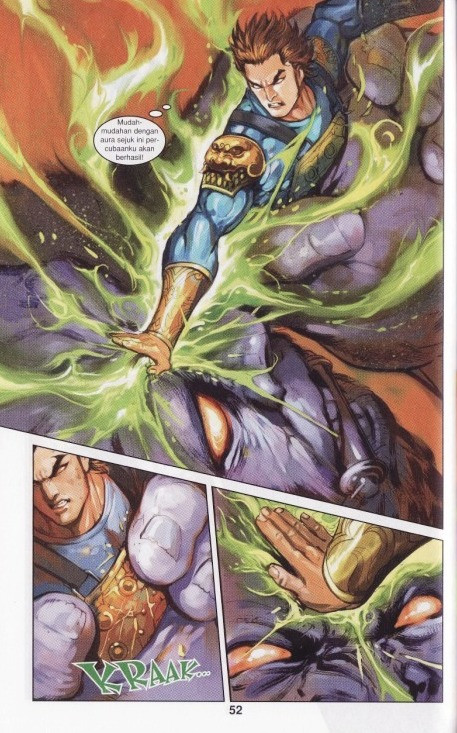 Mudah-
mudahan dengan
aura sejuk ini per-
cubaanku akan
berhasil!
KRAAK...
52